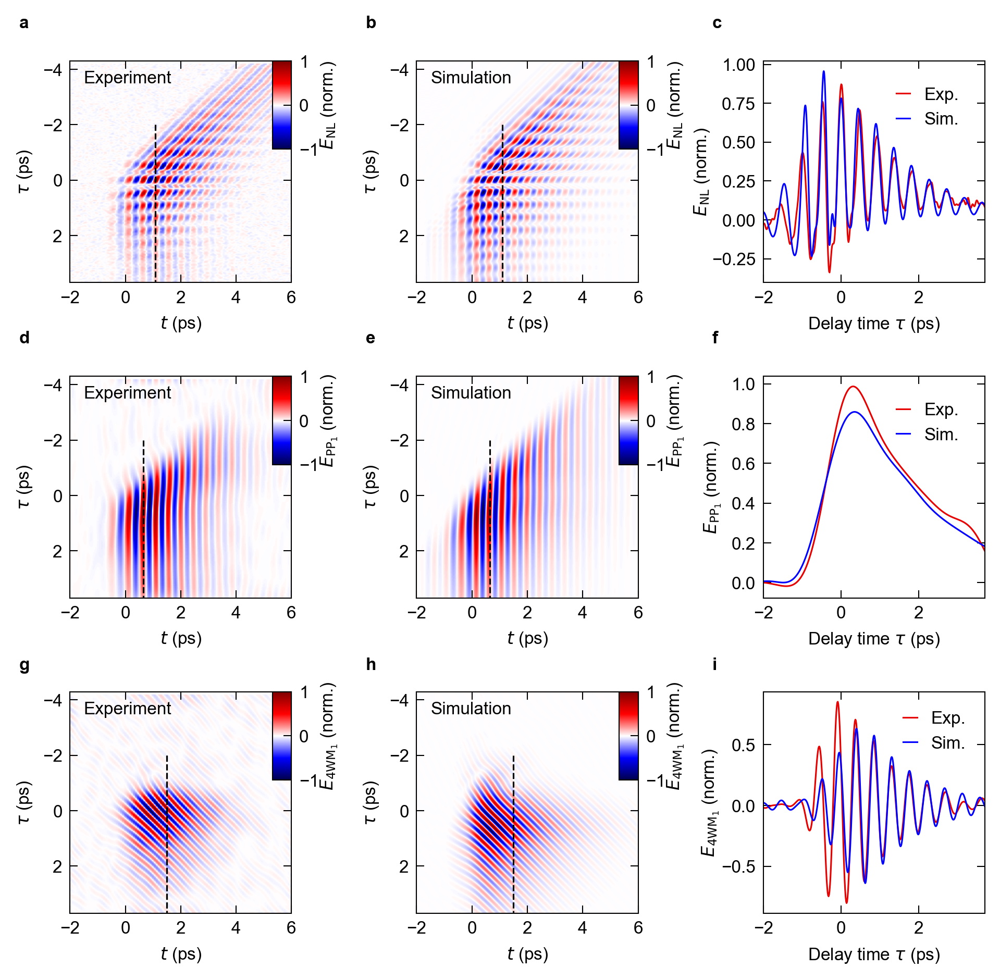 a
Experiment
−4
−2
0
2
τ (ps)
−2
0
2
4
6
t (ps)
1
0
−1
E_NL (norm.)
b
Simulation
−4
−2
0
2
τ (ps)
−2
0
2
4
6
t (ps)
1
0
−1
E_NL (norm.)
c
1.00
0.75
0.50
0.25
0.00
−0.25
E_NL (norm.)
Exp.
Sim.
−2
0
2
Delay time τ (ps)
d
Experiment
−4
−2
0
2
τ (ps)
−2
0
2
4
6
t (ps)
1
0
−1
E_PP₁ (norm.)
e
Simulation
−4
−2
0
2
τ (ps)
−2
0
2
4
6
t (ps)
1
0
−1
E_PP₁ (norm.)
f
1.0
0.8
0.6
0.4
0.2
0.0
E_PP₁ (norm.)
Exp.
Sim.
−2
0
2
Delay time τ (ps)
g
Experiment
−4
−2
0
2
τ (ps)
−2
0
2
4
6
t (ps)
1
0
−1
E_4WM₁ (norm.)
h
Simulation
−4
−2
0
2
τ (ps)
−2
0
2
4
6
t (ps)
1
0
−1
E_4WM₁ (norm.)
i
0.5
0.0
−0.5
E_4WM₁ (norm.)
Exp.
Sim.
−2
0
2
Delay time τ (ps)